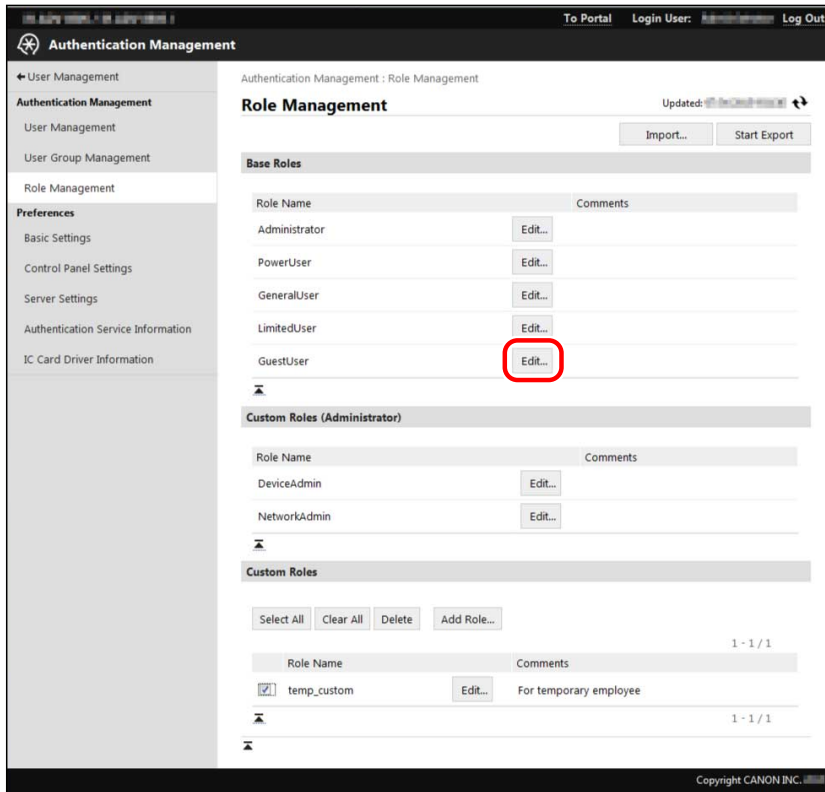 To Portal Login User: Log Out
Authentication Management
User Management
Authentication Management
User Management
User Group Management
Role Management
Preferences
Basic Settings
Control Panel Settings
Server Settings
Authentication Service Information
IC Card Driver Information
Authentication Management : Role Management
Role Management
Updated:
Import... Start Export
Base Roles
Role Name Comments
Administrator Edit...
PowerUser Edit...
GeneralUser Edit...
LimitedUser Edit...
GuestUser Edit...
Custom Roles (Administrator)
Role Name Comments
DeviceAdmin Edit...
NetworkAdmin Edit...
Custom Roles
Select All Clear All Delete Add Role...
1 - 1 / 1
Role Name Comments
temp_custom Edit... For temporary employee
1 - 1 / 1
Copyright CANON INC.